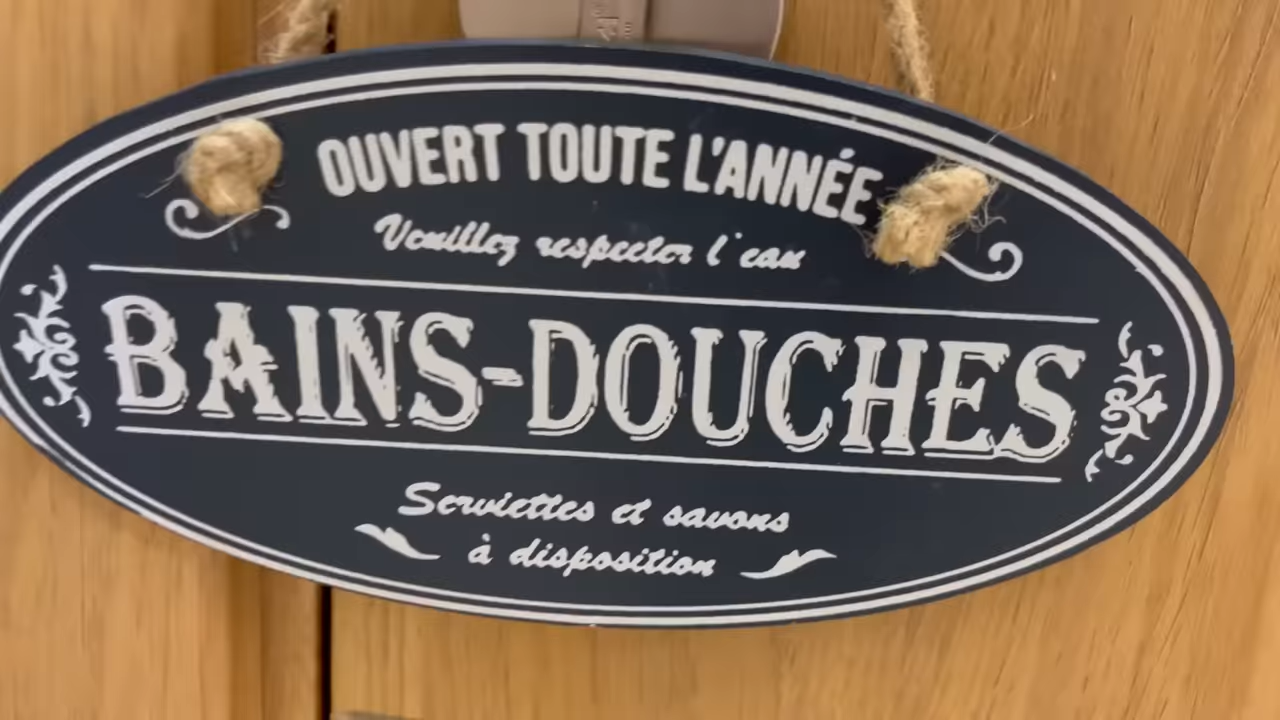 OUVERT TOUTE L'ANNÉE
Veuillez respecter l'eau
BAINS-DOUCHES
Serviettes et savons
à disposition